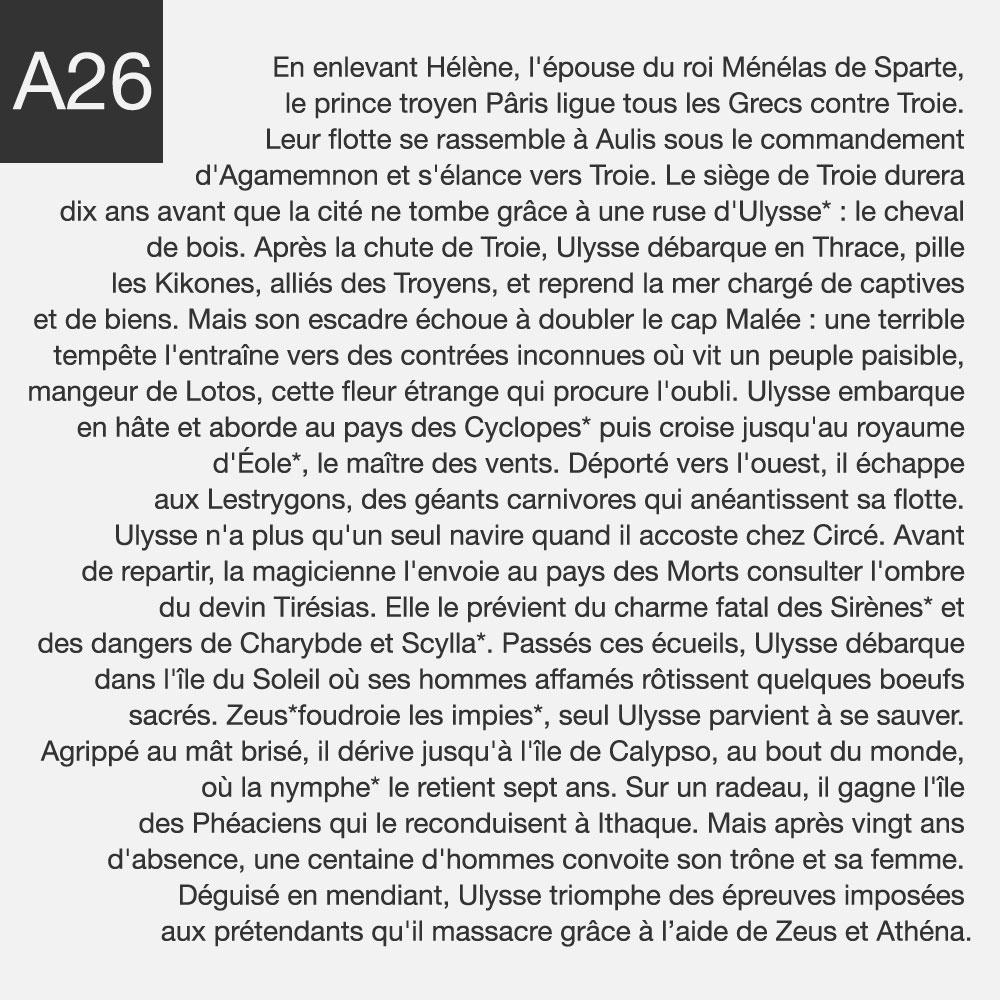 A26
En enlevant Hélène, l'épouse du roi Ménélas de Sparte,
le prince troyen Pâris ligue tous les Grecs contre Troie.
Leur flotte se rassemble à Aulis sous le commandement
d'Agamemnon et s'élance vers Troie. Le siège de Troie durera
dix ans avant que la cité ne tombe grâce à une ruse d'Ulysse* : le cheval
de bois. Après la chute de Troie, Ulysse débarque en Thrace, pille
les Kikones, alliés des Troyens, et reprend la mer chargé de captives
et de biens. Mais son escadre échoue à doubler le cap Malée : une terrible
tempête l'entraîne vers des contrées inconnues où vit un peuple paisible,
mangeur de Lotos, cette fleur étrange qui procure l'oubli. Ulysse embarque
en hâte et aborde au pays des Cyclopes* puis croise jusqu'au royaume
d'Éole*, le maître des vents. Déporté vers l'ouest, il échappe
aux Lestrygons, des géants carnivores qui anéantissent sa flotte.
Ulysse n'a plus qu'un seul navire quand il accoste chez Circé. Avant
de repartir, la magicienne l'envoie au pays des Morts consulter l'ombre
du devin Tirésias. Elle le prévient du charme fatal des Sirènes* et
des dangers de Charybde et Scylla*. Passés ces écueils, Ulysse débarque
dans l'île du Soleil où ses hommes affamés rôtissent quelques boeufs
sacrés. Zeus*foudroie les impies*, seul Ulysse parvient à se sauver.
Agrippé au mât brisé, il dérive jusqu'à l'île de Calypso, au bout du monde,
où la nymphe* le retient sept ans. Sur un radeau, il gagne l'île
des Phéaciens qui le reconduisent à Ithaque. Mais après vingt ans
d'absence, une centaine d'hommes convoite son trône et sa femme.
Déguisé en mendiant, Ulysse triomphe des épreuves imposées
aux prétendants qu'il massacre grâce à l’aide de Zeus et Athéna.